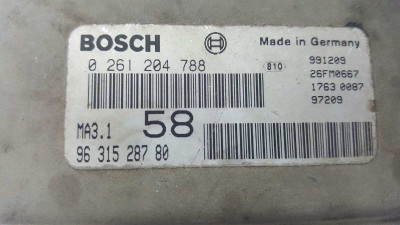 BOSCH
Made in Germany
0 261 204 788
810
991209
26FM0667
1763 0087
97209
MA3.1
58
96 315 287 80